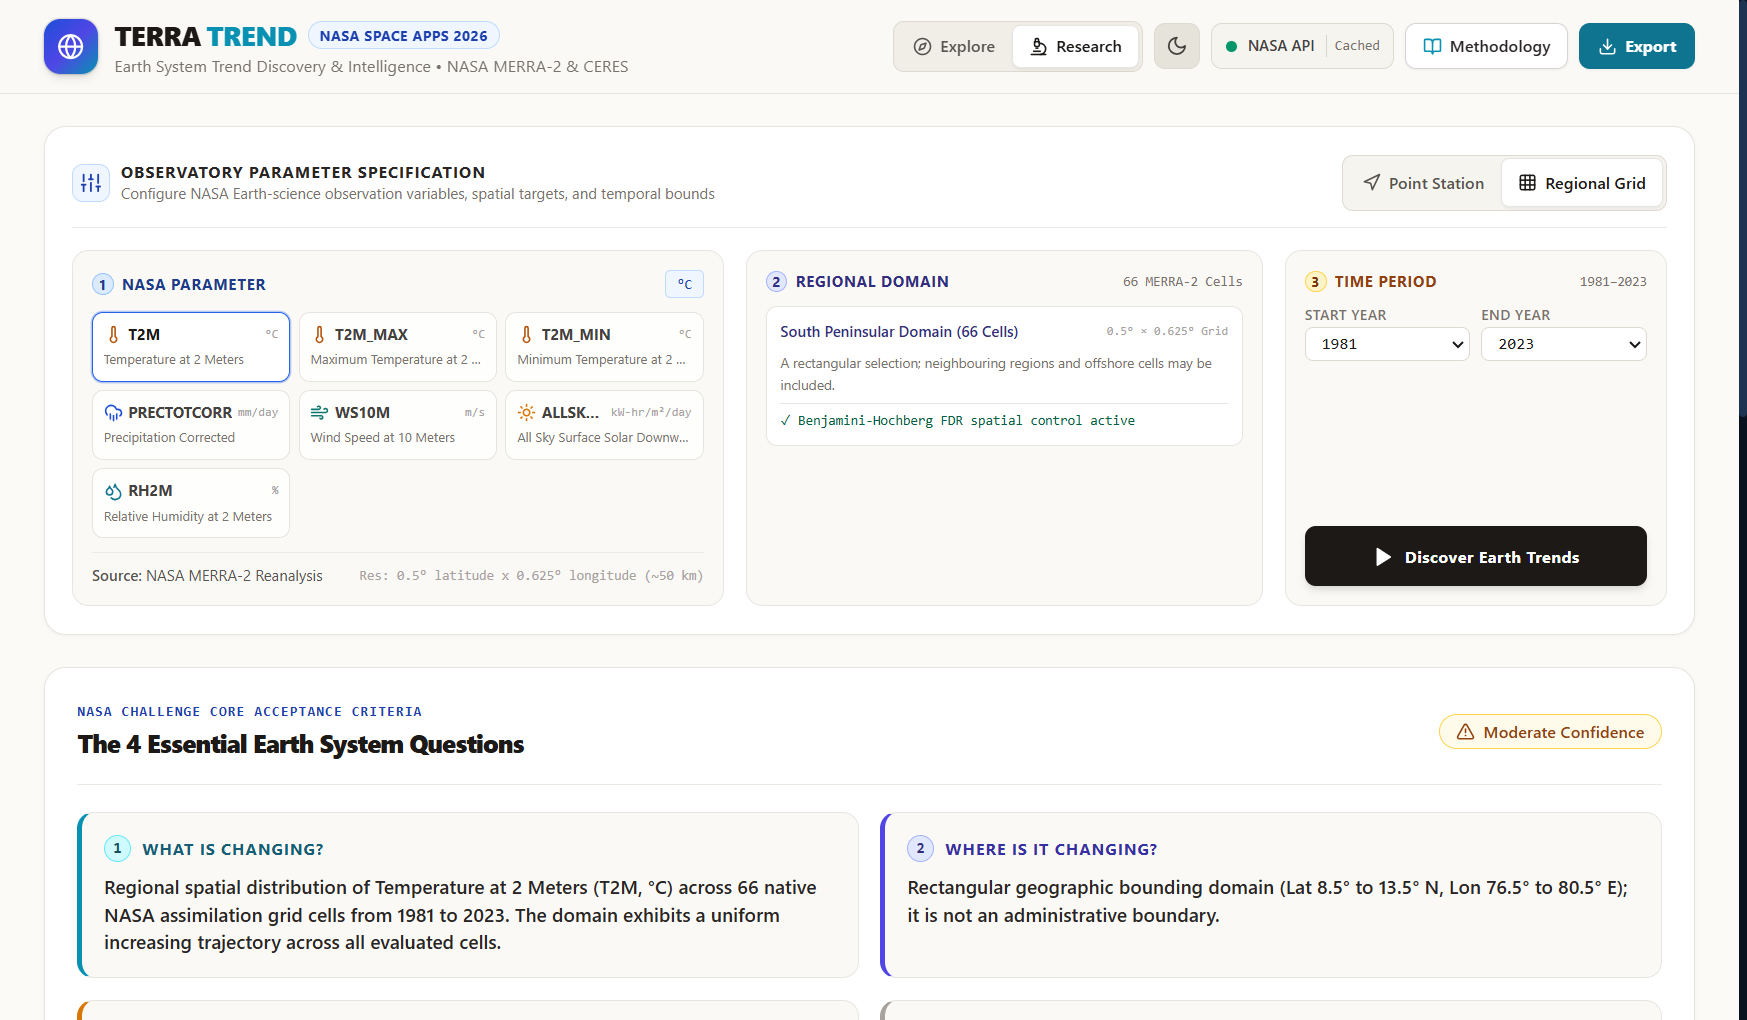 TERRA TREND
NASA SPACE APPS 2026
Earth System Trend Discovery & Intelligence • NASA MERRA-2 & CERES
Explore
Research
NASA API
Cached
Methodology
Export
OBSERVATORY PARAMETER SPECIFICATION
Configure NASA Earth-science observation variables, spatial targets, and temporal bounds
Point Station
Regional Grid
1 NASA PARAMETER
°C
T2M °C
Temperature at 2 Meters
T2M_MAX °C
Maximum Temperature at 2 ...
T2M_MIN °C
Minimum Temperature at 2 ...
PRECTOTCORR mm/day
Precipitation Corrected
WS10M m/s
Wind Speed at 10 Meters
ALLSK... kW-hr/m²/day
All Sky Surface Solar Downw...
RH2M %
Relative Humidity at 2 Meters
Source: NASA MERRA-2 Reanalysis
Res: 0.5° latitude x 0.625° longitude (~50 km)
2 REGIONAL DOMAIN
66 MERRA-2 Cells
South Peninsular Domain (66 Cells)
0.5° × 0.625° Grid
A rectangular selection; neighbouring regions and offshore cells may be
included.
✓ Benjamini-Hochberg FDR spatial control active
3 TIME PERIOD
1981–2023
START YEAR
1981
END YEAR
2023
Discover Earth Trends
NASA CHALLENGE CORE ACCEPTANCE CRITERIA
The 4 Essential Earth System Questions
Moderate Confidence
1 WHAT IS CHANGING?
Regional spatial distribution of Temperature at 2 Meters (T2M, °C) across 66 native
NASA assimilation grid cells from 1981 to 2023. The domain exhibits a uniform
increasing trajectory across all evaluated cells.
2 WHERE IS IT CHANGING?
Rectangular geographic bounding domain (Lat 8.5° to 13.5° N, Lon 76.5° to 80.5° E);
it is not an administrative boundary.